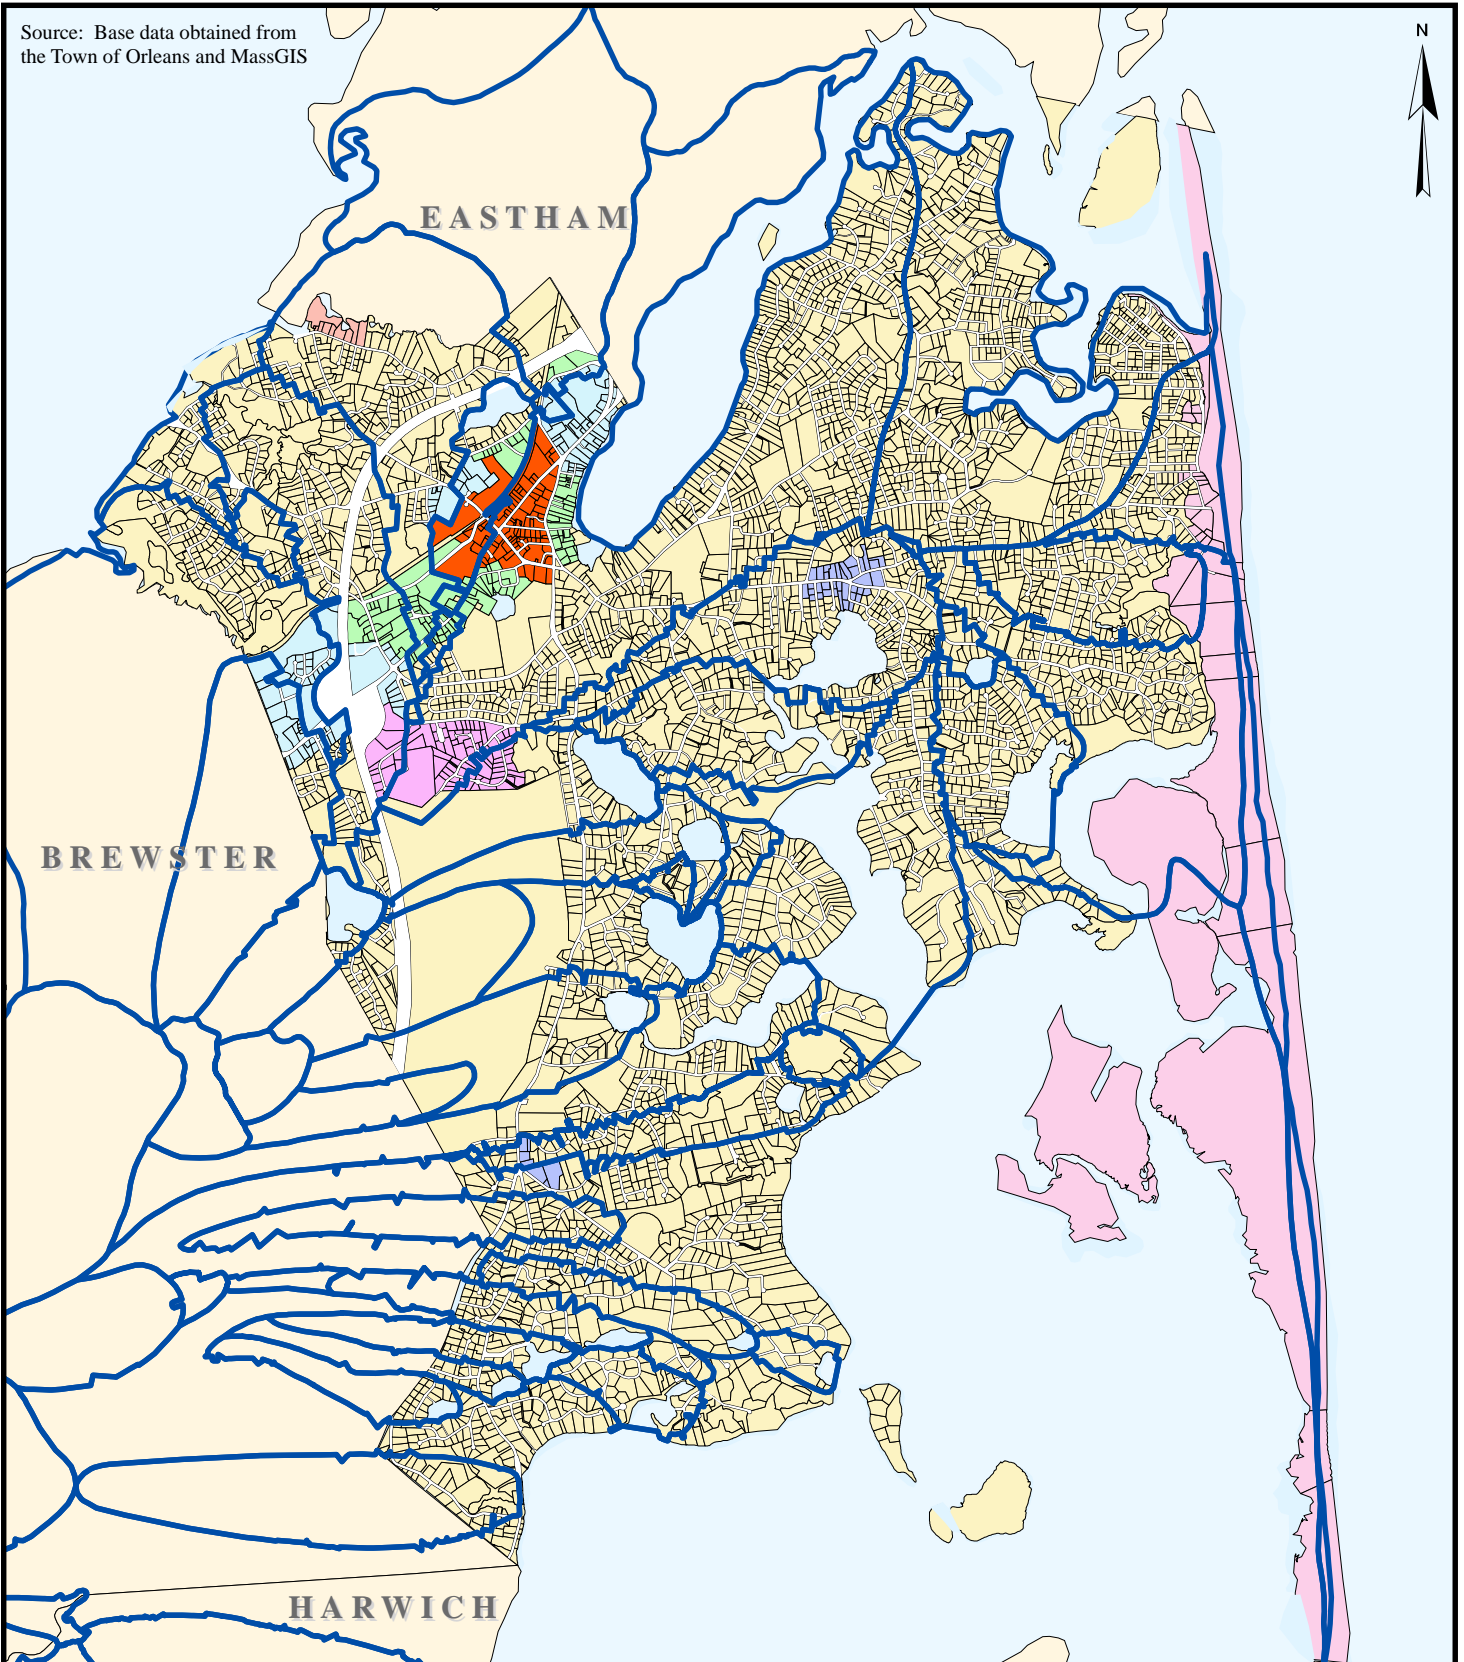 Source: Base data obtained from
the Town of Orleans and MassGIS
N
EASTHAM
BREWSTER
HARWICH